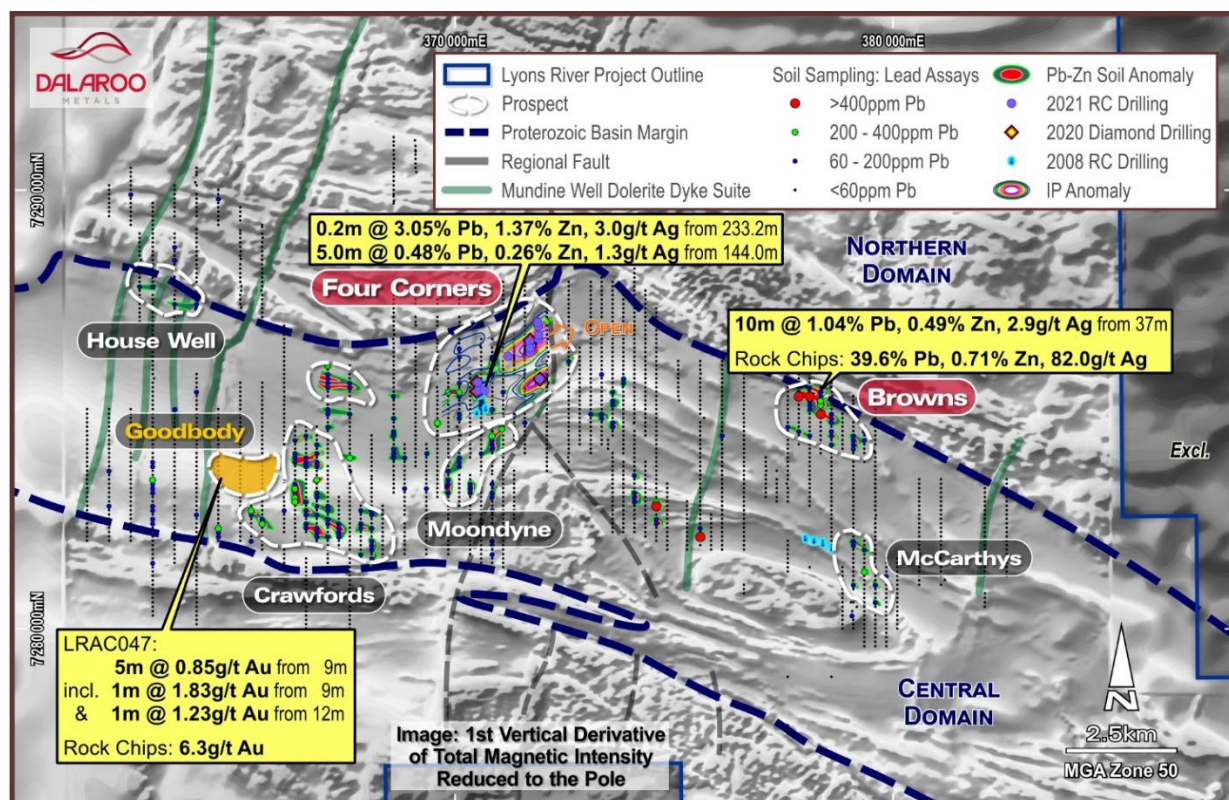 DALAROO
METALS
370 000mE
380 000mE
Lyons River Project Outline
Prospect
Proterozoic Basin Margin
Regional Fault
Mundine Well Dolerite Dyke Suite
Soil Sampling: Lead Assays
>400ppm Pb
200 - 400ppm Pb
60 - 200ppm Pb
<60ppm Pb
Pb-Zn Soil Anomaly
2021 RC Drilling
2020 Diamond Drilling
2008 RC Drilling
IP Anomaly
7 290 000mN
0.2m @ 3.05% Pb, 1.37% Zn, 3.0g/t Ag from 233.2m
5.0m @ 0.48% Pb, 0.26% Zn, 1.3g/t Ag from 144.0m
NORTHERN
DOMAIN
Four Corners
OPEN
House Well
10m @ 1.04% Pb, 0.49% Zn, 2.9g/t Ag from 37m
Rock Chips: 39.6% Pb, 0.71% Zn, 82.0g/t Ag
Browns
Goodbody
Excl.
Moondyne
McCarthys
Crawfords
7 280 000mN
LRAC047:
5m @ 0.85g/t Au from 9m
incl. 1m @ 1.83g/t Au from 9m
& 1m @ 1.23g/t Au from 12m
Rock Chips: 6.3g/t Au
CENTRAL
DOMAIN
Image: 1st Vertical Derivative
of Total Magnetic Intensity
Reduced to the Pole
N
2.5km
MGA Zone 50